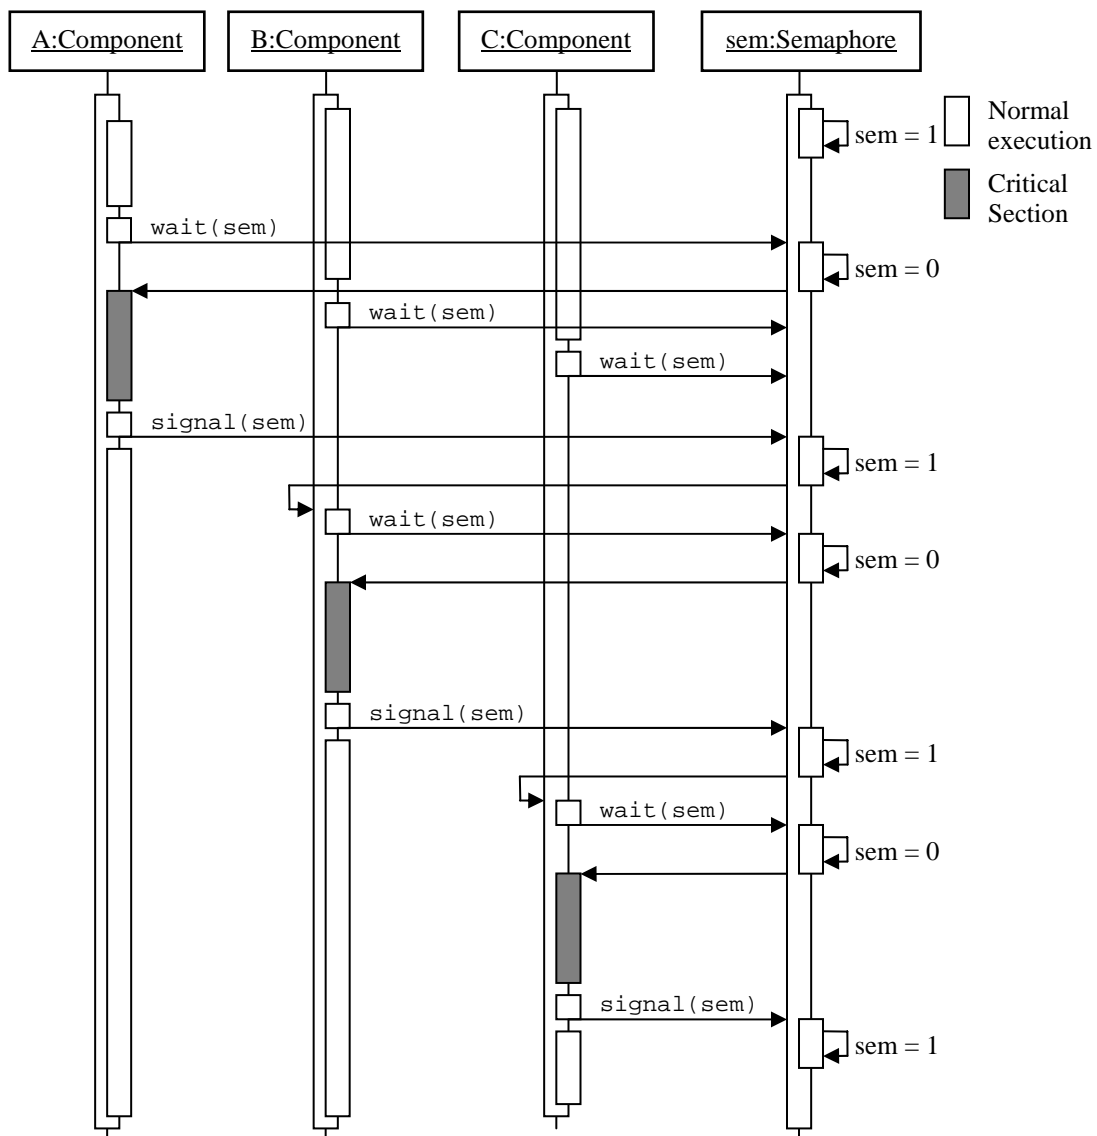 A:Component
B:Component
C:Component
sem:Semaphore
sem = 1
Normal
execution
Critical
Section
wait(sem)
sem = 0
wait(sem)
wait(sem)
signal(sem)
sem = 1
wait(sem)
sem = 0
signal(sem)
sem = 1
wait(sem)
sem = 0
signal(sem)
sem = 1